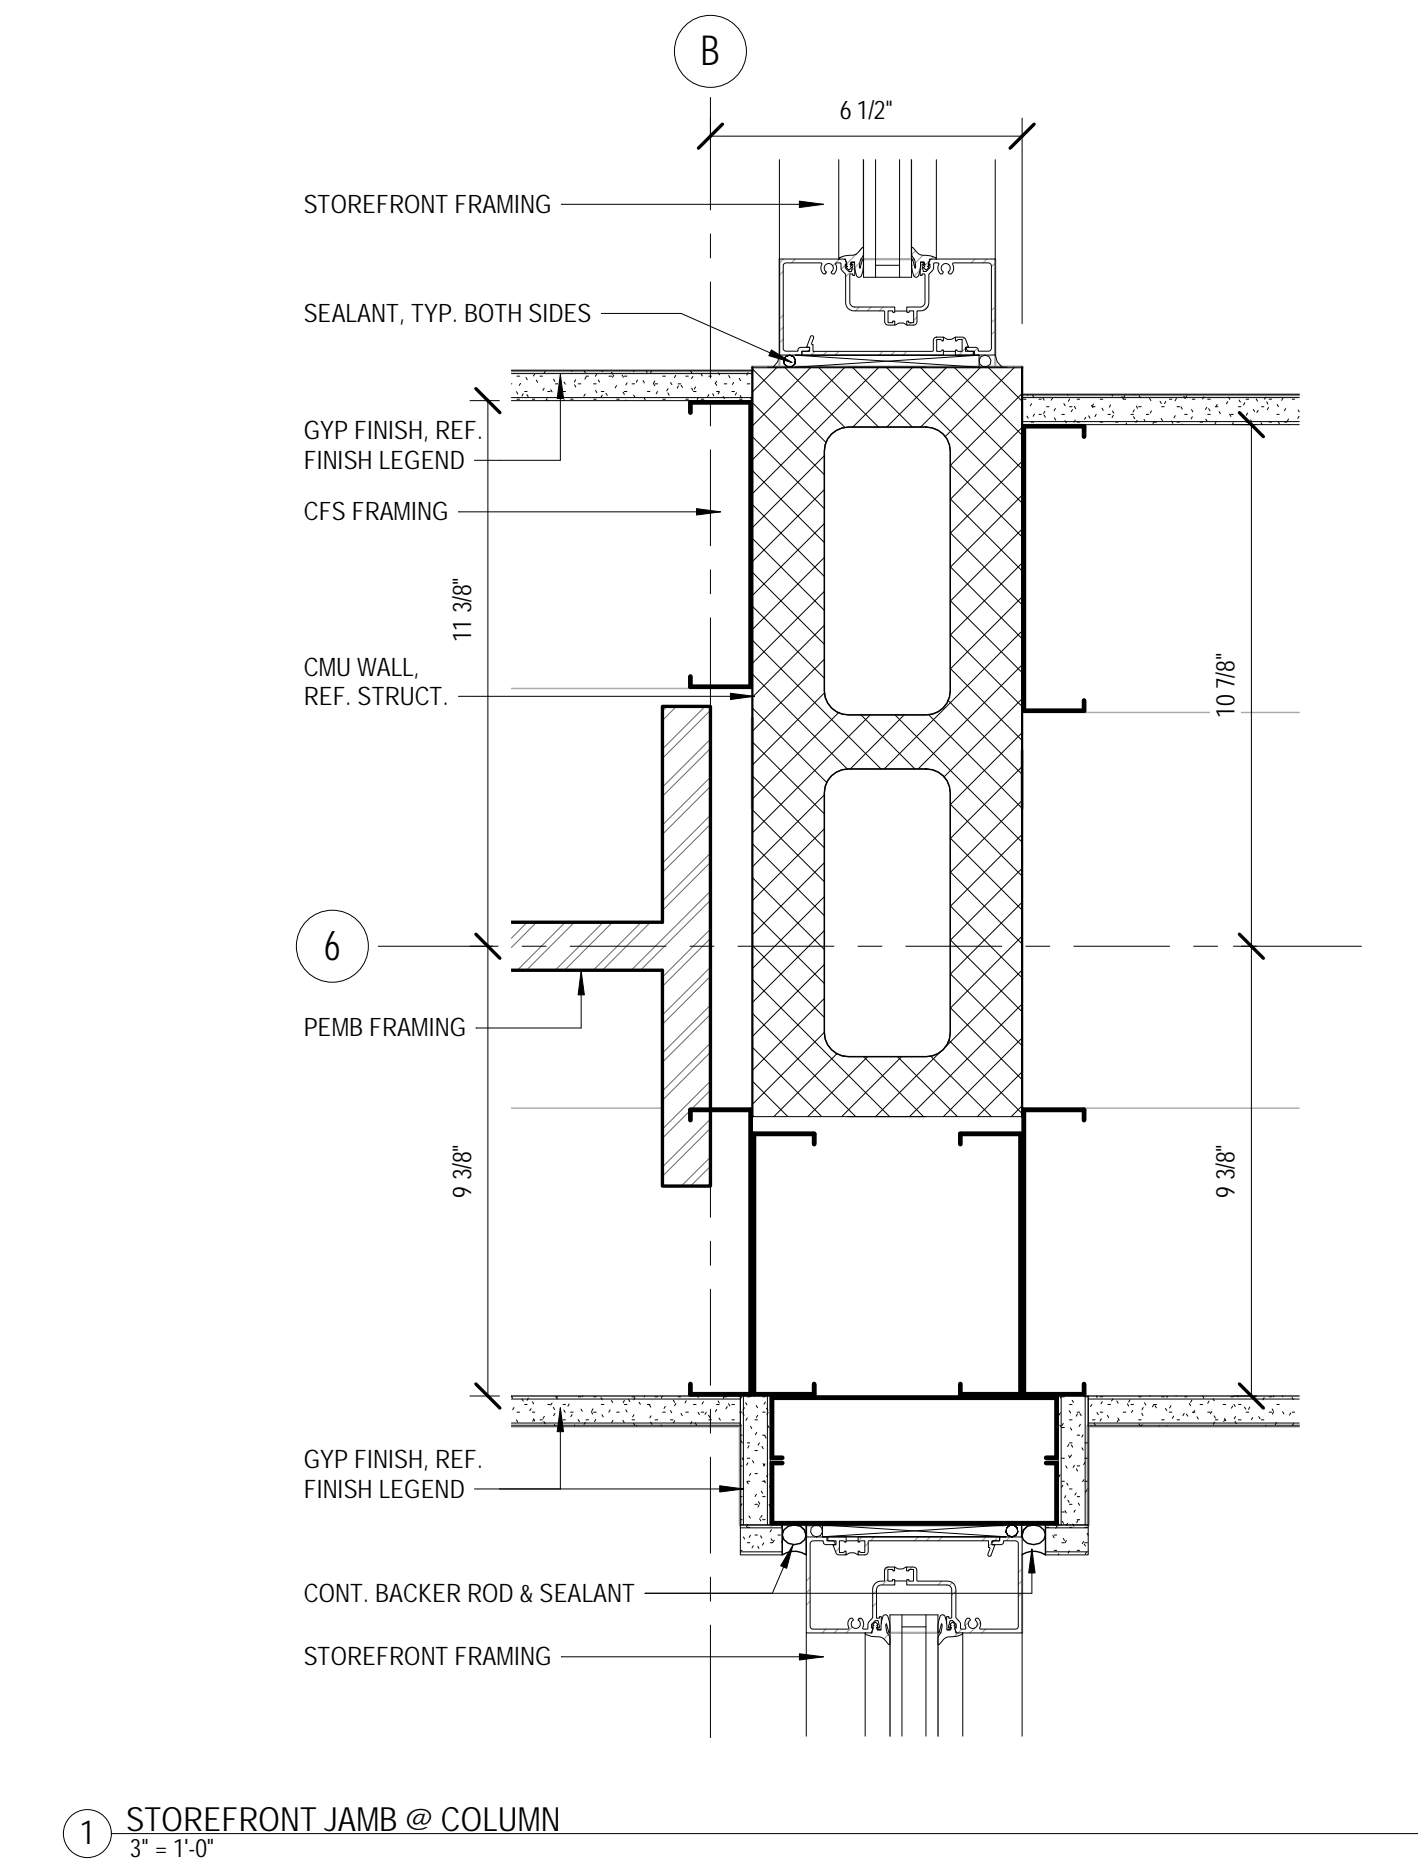 B
6 1/2"
STOREFRONT FRAMING
SEALANT, TYP. BOTH SIDES
GYP FINISH, REF.
FINISH LEGEND
CFS FRAMING
11 3/8"
CMU WALL,
REF. STRUCT.
10 7/8"
6
PEMB FRAMING
9 3/8"
9 3/8"
GYP FINISH, REF.
FINISH LEGEND
CONT. BACKER ROD & SEALANT
STOREFRONT FRAMING
1
STOREFRONT JAMB @ COLUMN
3" = 1'-0"